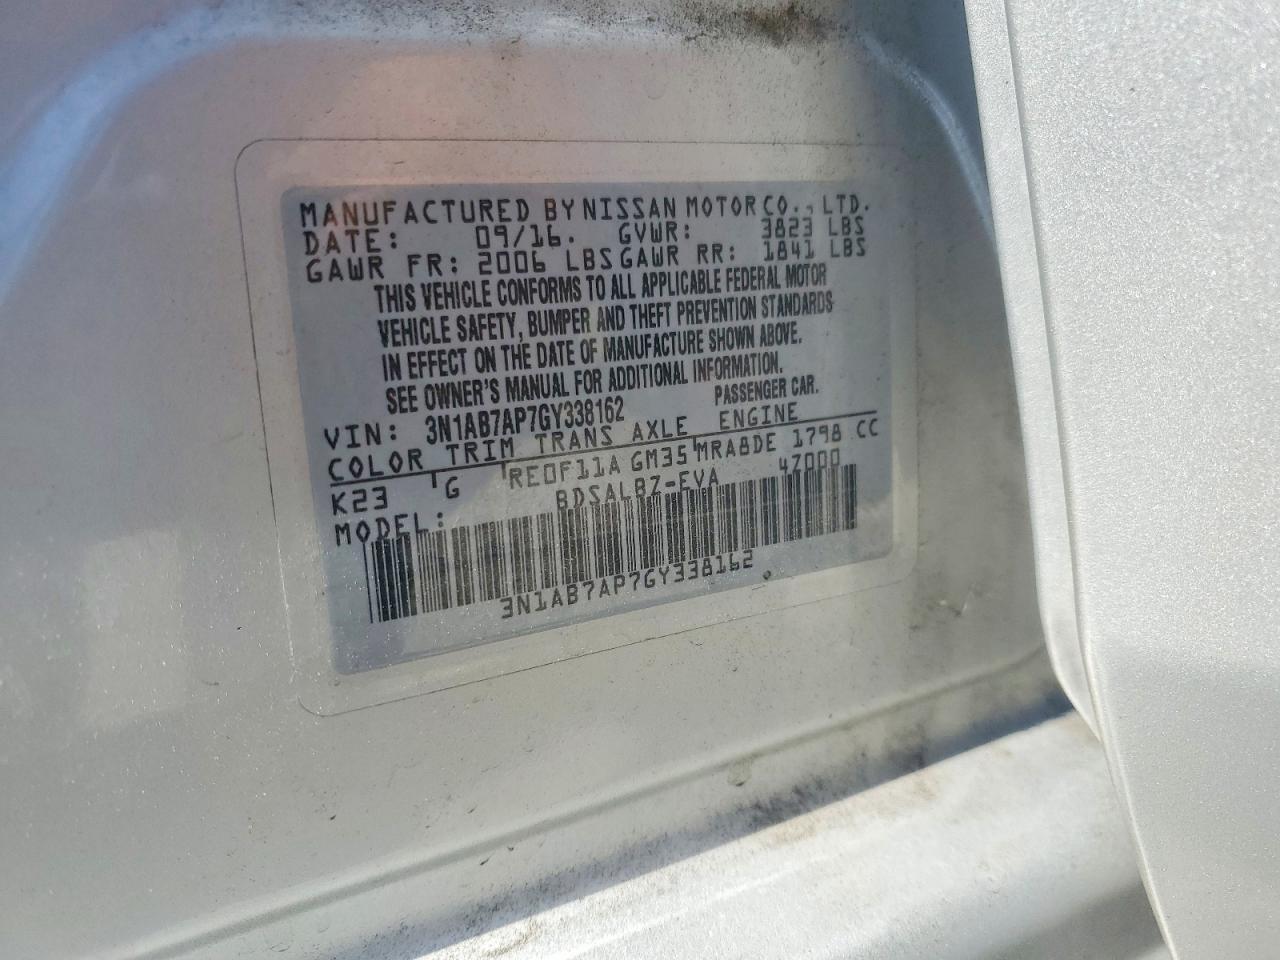 MANUFACTURED BY NISSAN MOTOR CO., LTD.
DATE: 09/16. GVWR: 3823 LBS
GAWR FR: 2006 LBS GAWR RR: 1841 LBS
THIS VEHICLE CONFORMS TO ALL APPLICABLE FEDERAL MOTOR
VEHICLE SAFETY, BUMPER AND THEFT PREVENTION STANDARDS
IN EFFECT ON THE DATE OF MANUFACTURE SHOWN ABOVE.
SEE OWNER'S MANUAL FOR ADDITIONAL INFORMATION.
VIN: 3N1AB7AP7GY338162 PASSENGER CAR.
COLOR TRIM TRANS AXLE ENGINE
K23 G RE0F11A GM35 MRA8DE 1798 CC
MODEL: BDSALBZ-EVA 4Z000
3N1AB7AP7GY338162